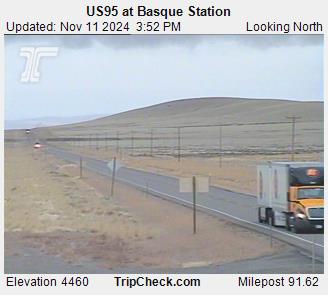 US95 at Basque Station
Updated: Nov 11 2024 3:52 PM Looking North
Elevation 4460 TripCheck.com Milepost 91.62